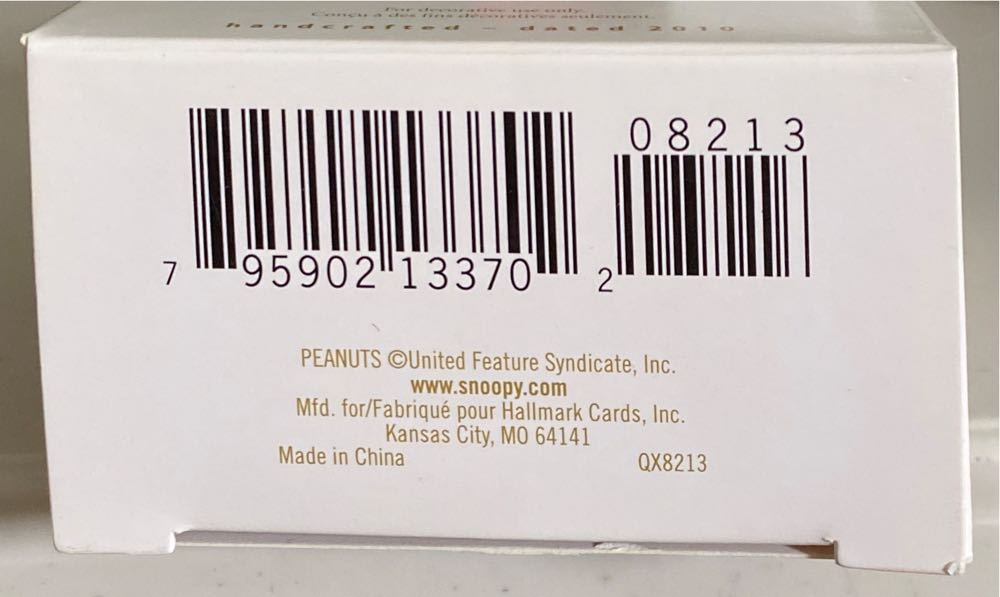 For decorative use only.
Conçu à des fins décoratives seulement.
handcrafted – dated 2010
08213
7 95902 13370 2
PEANUTS ©United Feature Syndicate, Inc.
www.snoopy.com
Mfd. for/Fabriqué pour Hallmark Cards, Inc.
Kansas City, MO 64141
Made in China QX8213